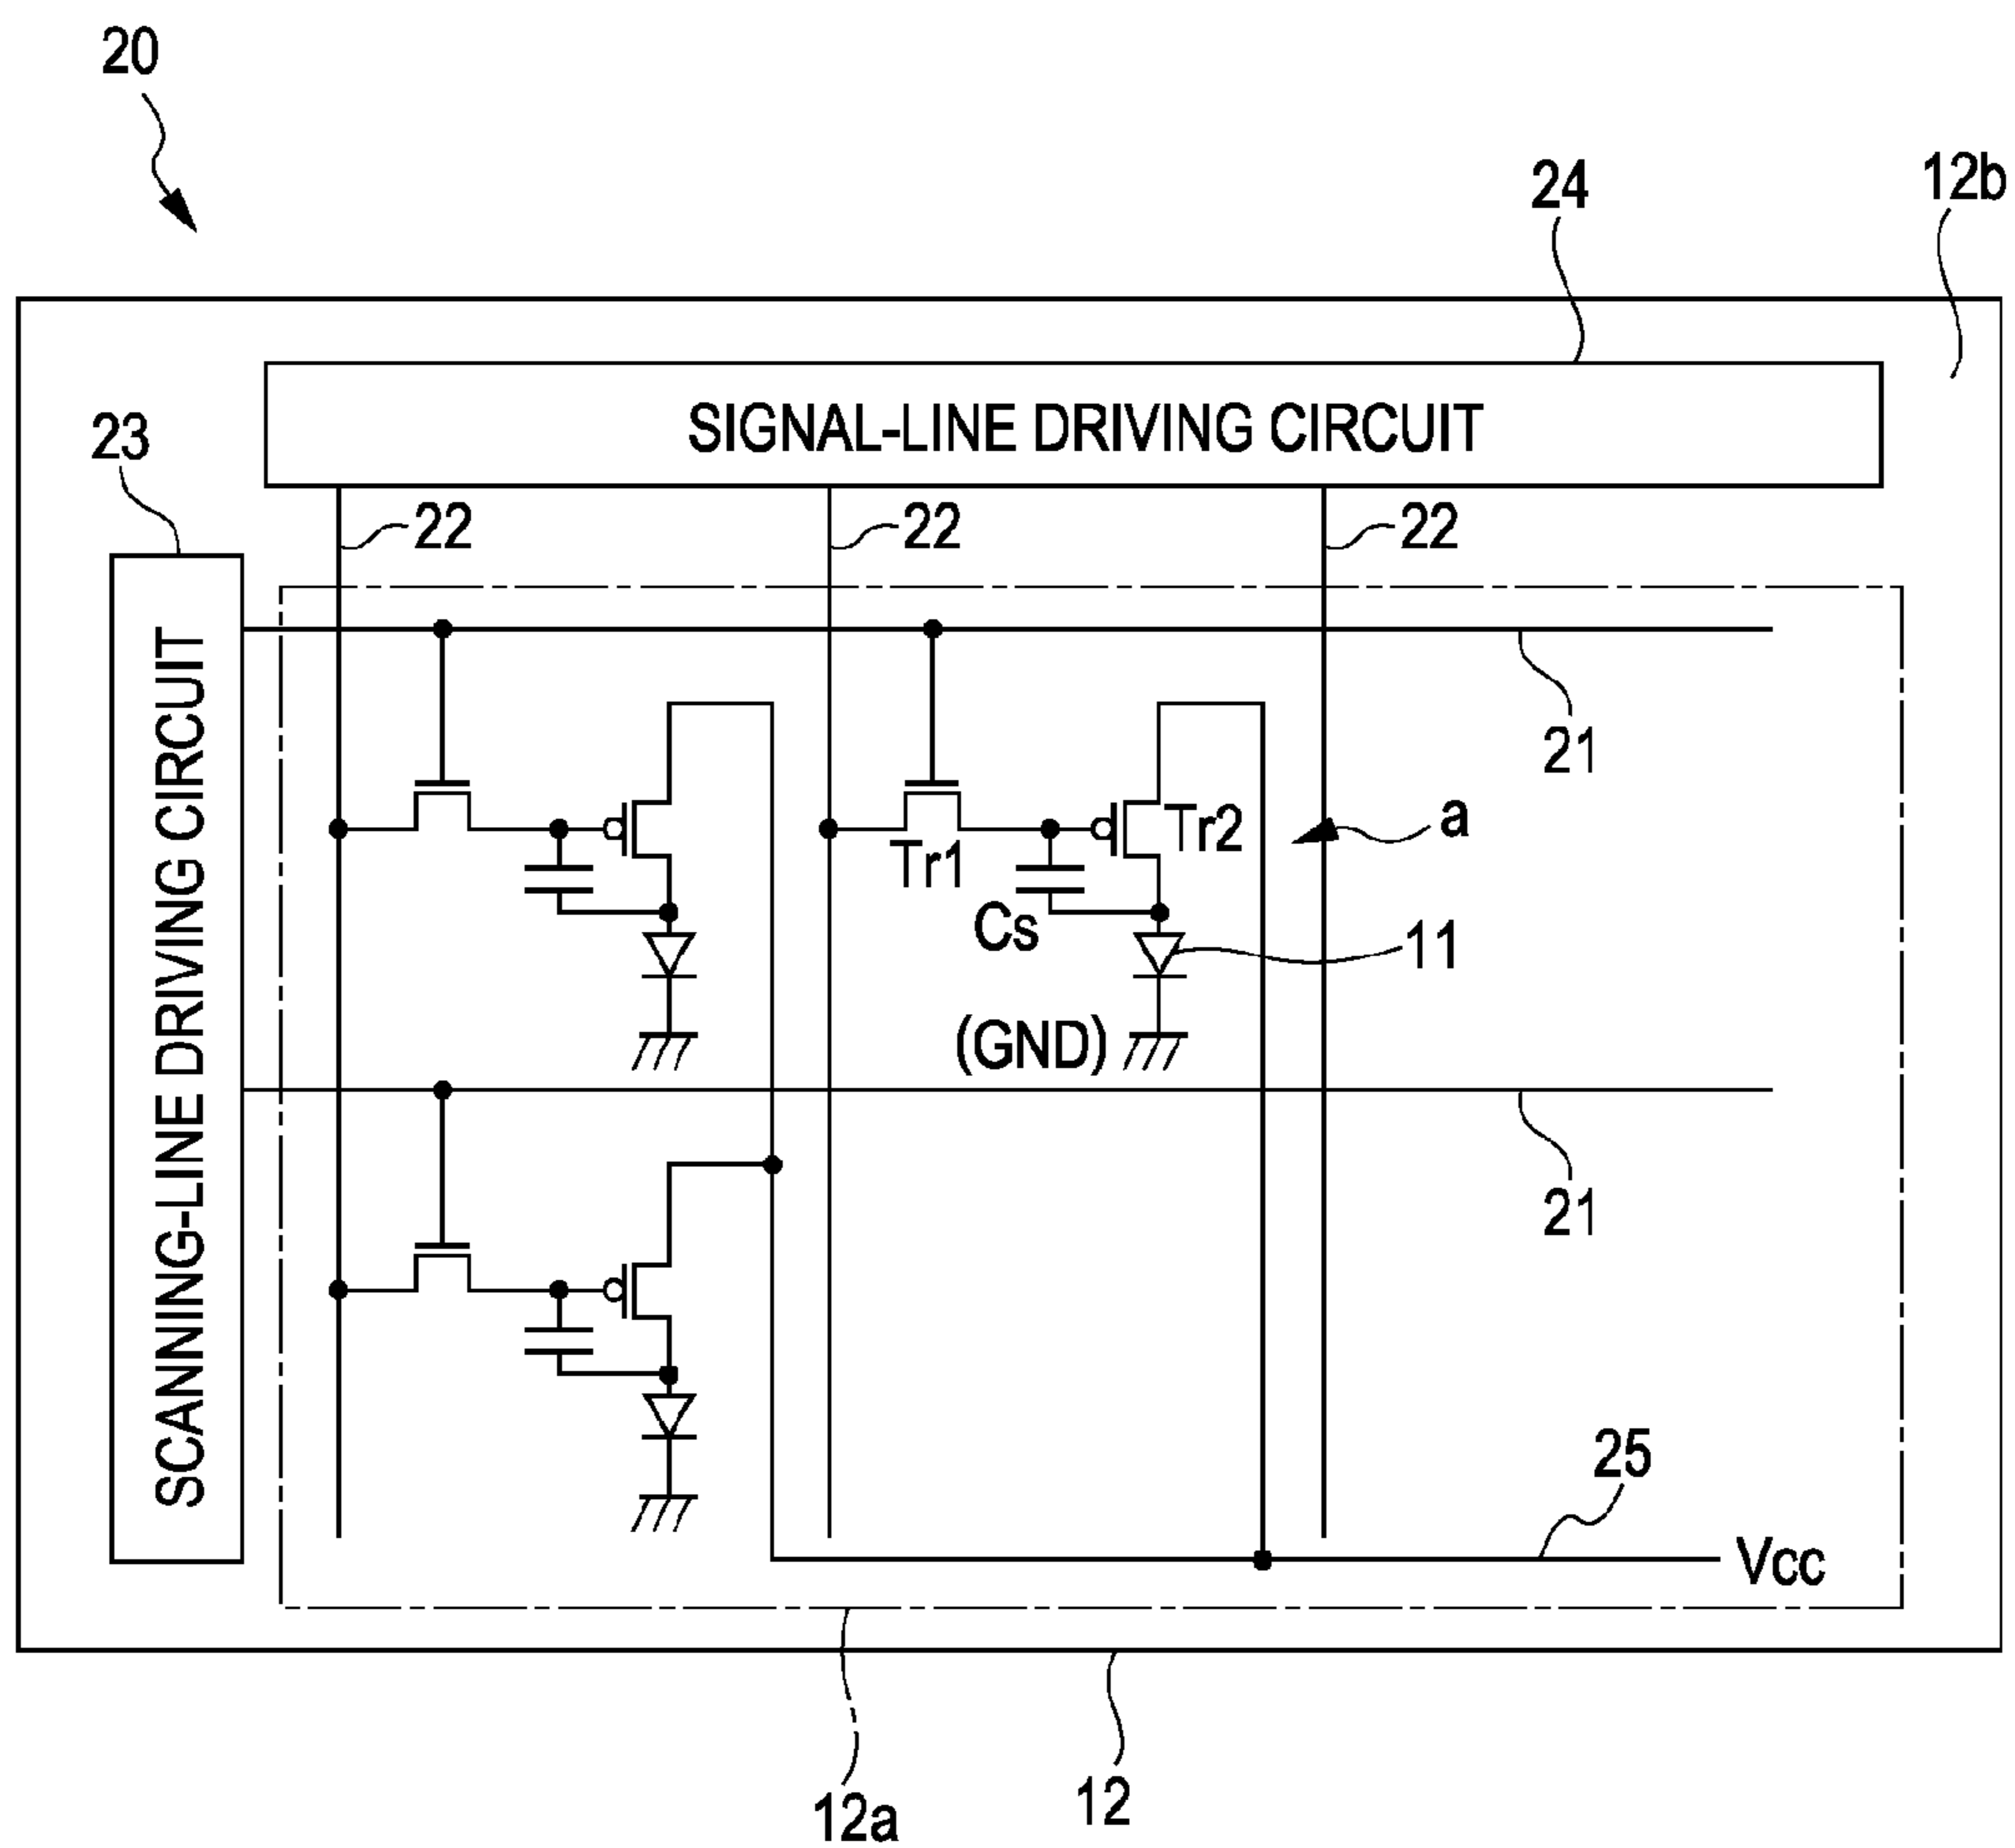 20
24
12b
SIGNAL-LINE DRIVING CIRCUIT
23
22
22
22
SCANNING-LINE DRIVING CIRCUIT
21
Tr1
Tr2
a
Cs
11
(GND)
21
25
Vcc
12a
12